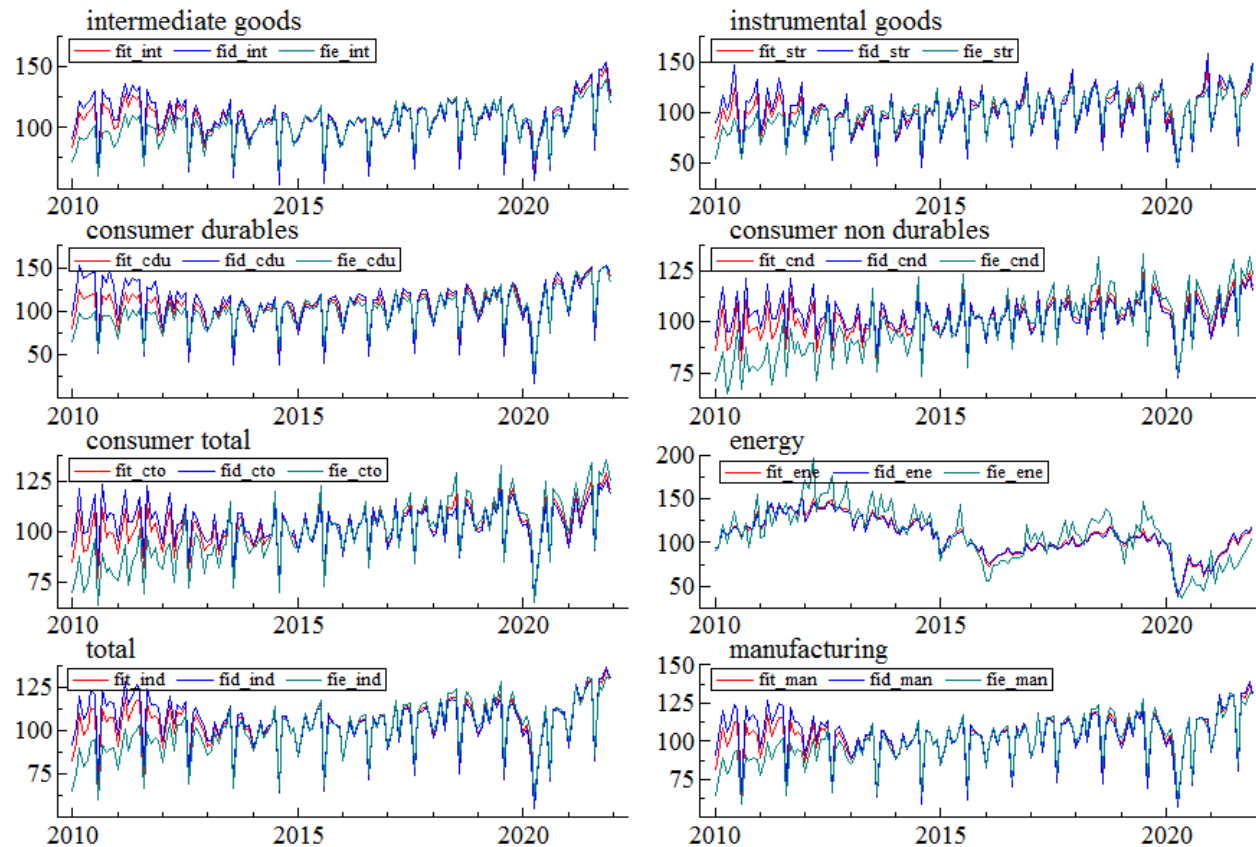 intermediate goods
fit_int fid_int fie_int
150
100
2010 2015 2020
instrumental goods
fit_str fid_str fie_str
150
100
50
2010 2015 2020
consumer durables
fit_cdu fid_cdu fie_cdu
150
100
50
2010 2015 2020
consumer non durables
fit_cnd fid_cnd fie_cnd
125
100
75
2010 2015 2020
consumer total
fit_cto fid_cto fie_cto
125
100
75
2010 2015 2020
energy
fit_ene fid_ene fie_ene
200
150
100
50
2010 2015 2020
total
fit_ind fid_ind fie_ind
125
100
75
2010 2015 2020
manufacturing
fit_man fid_man fie_man
150
125
100
75
2010 2015 2020